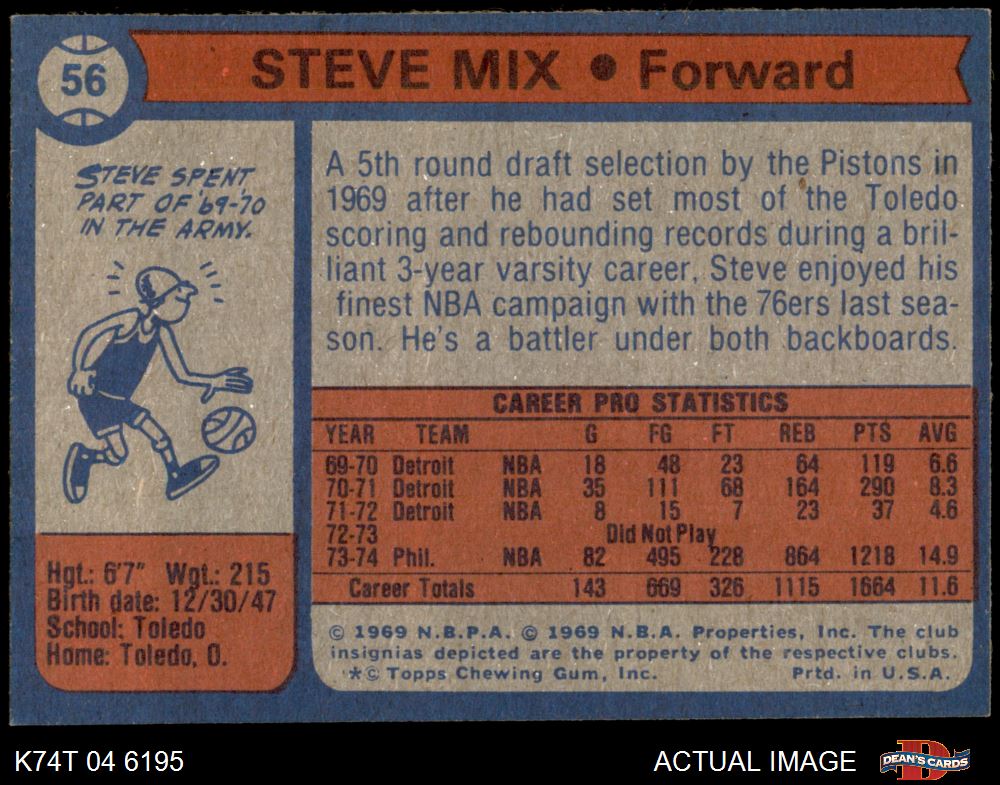 56
STEVE MIX ● Forward
STEVE SPENT
PART OF '69-70
IN THE ARMY.
Hgt.: 6'7" Wgt.: 215
Birth date: 12/30/47
School: Toledo
Home: Toledo, O.
A 5th round draft selection by the Pistons in
1969 after he had set most of the Toledo
scoring and rebounding records during a bril-
liant 3-year varsity career, Steve enjoyed his
finest NBA campaign with the 76ers last sea-
son. He's a battler under both backboards.
CAREER PRO STATISTICS
YEAR TEAM G FG FT REB PTS AVG
69-70 Detroit NBA 18 48 23 64 119 6.6
70-71 Detroit NBA 35 111 68 164 290 8.3
71-72 Detroit NBA 8 15 7 23 37 4.6
72-73 Did Not Play
73-74 Phil. NBA 82 495 228 864 1218 14.9
Career Totals 143 669 326 1115 1664 11.6
© 1969 N.B.P.A. © 1969 N.B.A. Properties, Inc. The club
insignias depicted are the property of the respective clubs.
*© Topps Chewing Gum, Inc. Prtd. in U.S.A.
K74T 04 6195 ACTUAL IMAGE
D
DEAN'S CARDS